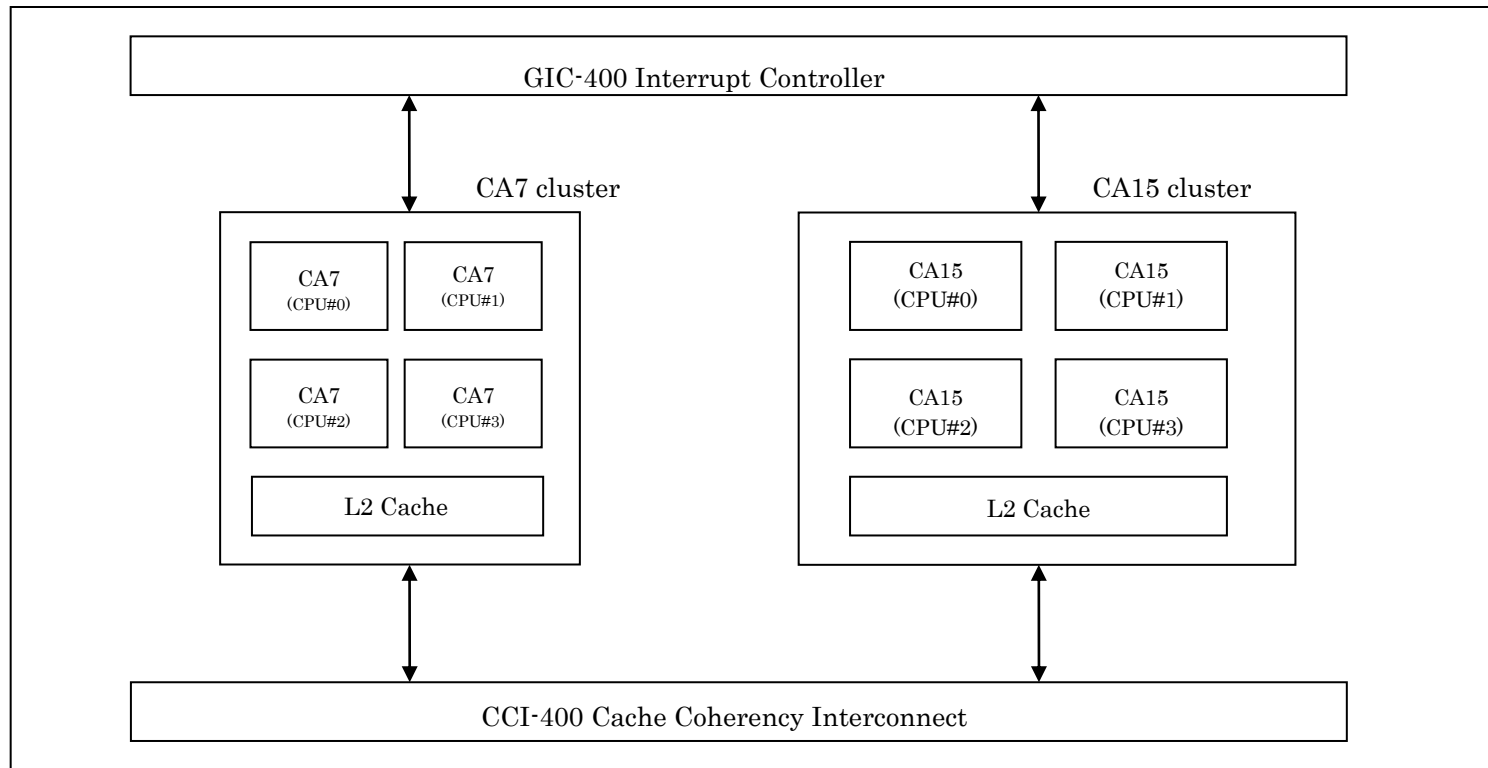 GIC-400 Interrupt Controller
CA7 cluster
CA15 cluster
CA7
(CPU#0)
CA7
(CPU#1)
CA7
(CPU#2)
CA7
(CPU#3)
L2 Cache
CA15
(CPU#0)
CA15
(CPU#1)
CA15
(CPU#2)
CA15
(CPU#3)
L2 Cache
CCI-400 Cache Coherency Interconnect